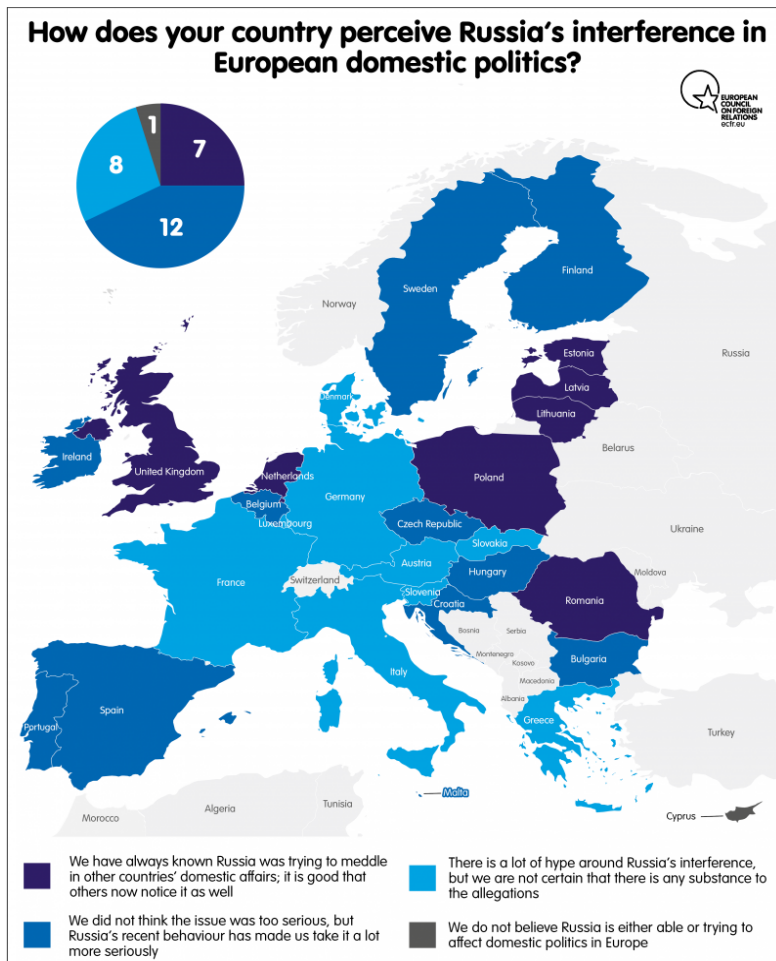 How does your country perceive Russia's interference in
European domestic politics?
EUROPEAN
COUNCIL
ON FOREIGN
RELATIONS
ecfr.eu
1
7
8
12
Norway
Sweden
Finland
Russia
Estonia
Latvia
Lithuania
Denmark
Belarus
Ireland
United Kingdom
Netherlands
Poland
Germany
Belgium
Luxembourg
Czech Republic
Ukraine
Slovakia
Austria
France
Switzerland
Hungary
Moldova
Slovenia
Croatia
Romania
Bosnia
Serbia
Montenegro
Kosovo
Bulgaria
Italy
Macedonia
Albania
Portugal
Spain
Greece
Turkey
Malta
Cyprus
Morocco
Algeria
Tunisia
We have always known Russia was trying to meddle
in other countries' domestic affairs; it is good that
others now notice it as well
We did not think the issue was too serious, but
Russia's recent behaviour has made us take it a lot
more seriously
There is a lot of hype around Russia's interference,
but we are not certain that there is any substance to
the allegations
We do not believe Russia is either able or trying to
affect domestic politics in Europe